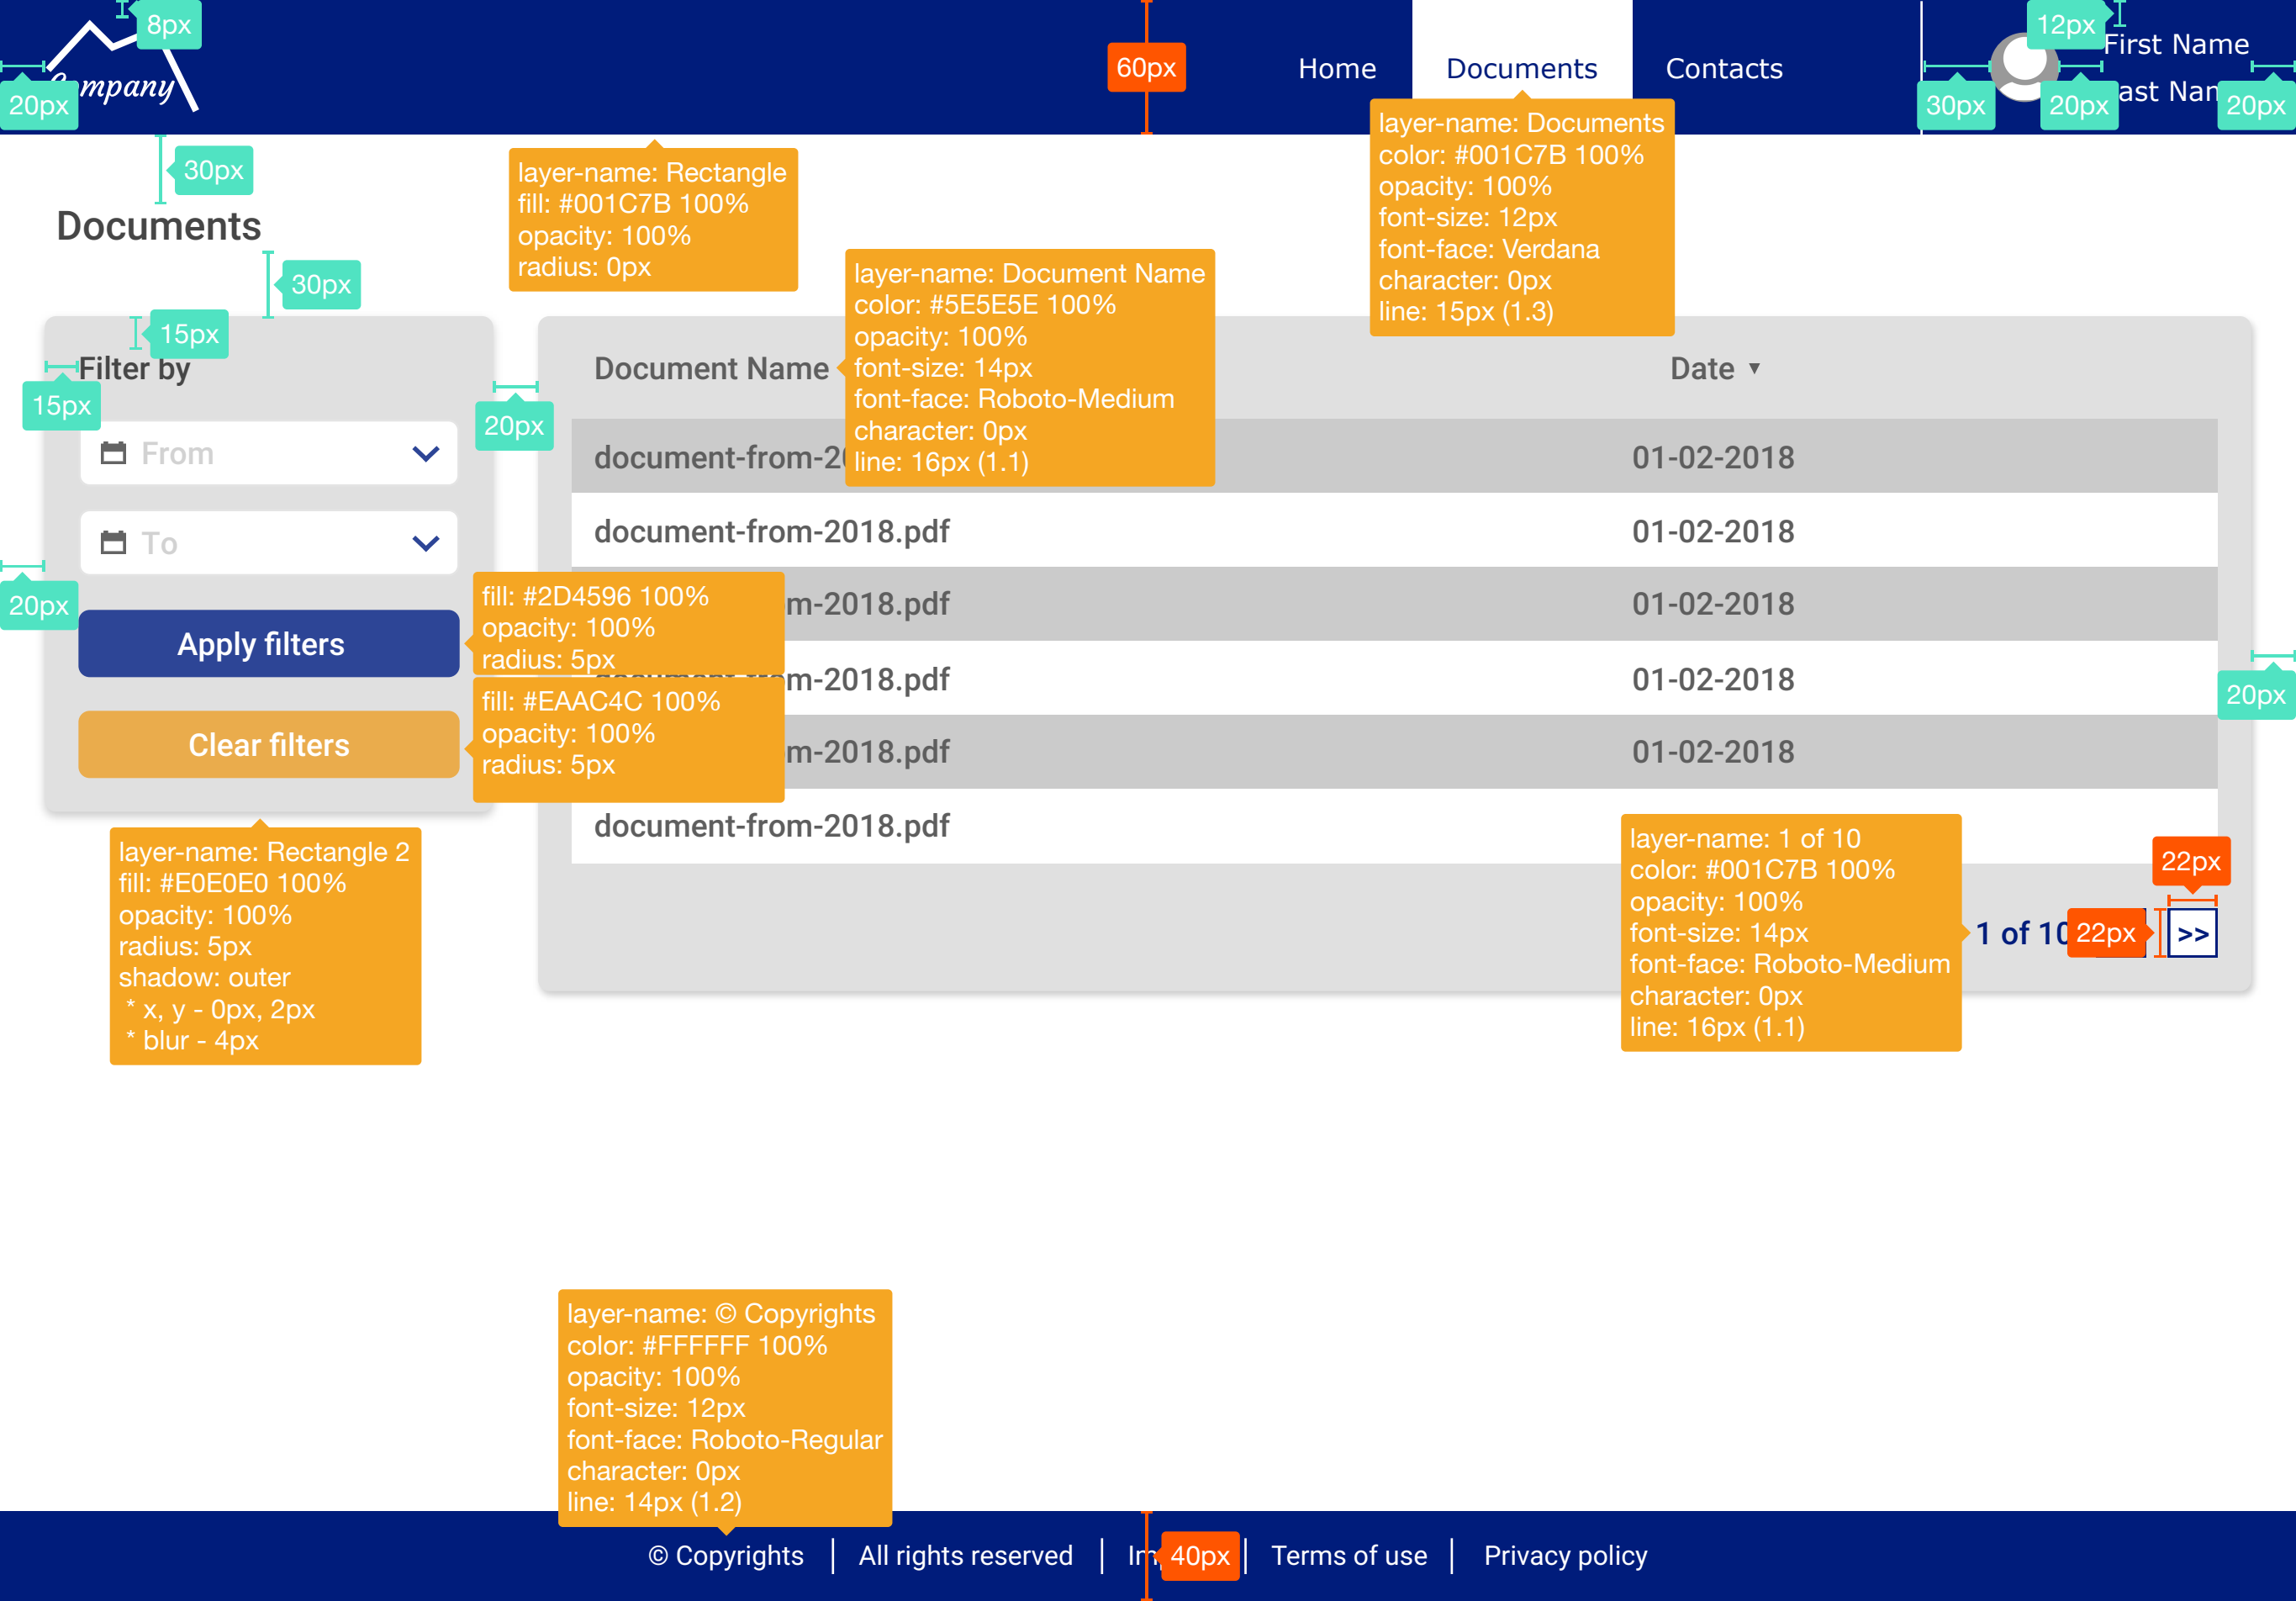 8px
20px
60px
Home
Documents
Contacts
12px
First Name
30px
20px
20px
30px
Documents
30px
layer-name: Rectangle
fill: #001C7B 100%
opacity: 100%
radius: 0px
layer-name: Documents
color: #001C7B 100%
opacity: 100%
font-size: 12px
font-face: Verdana
character: 0px
line: 15px (1.3)
15px
Filter by
15px
From
To
20px
Apply filters
Clear filters
20px
layer-name: Document Name
color: #5E5E5E 100%
opacity: 100%
font-size: 14px
font-face: Roboto-Medium
character: 0px
line: 16px (1.1)
fill: #2D4596 100%
opacity: 100%
radius: 5px
fill: #EAAC4C 100%
opacity: 100%
radius: 5px
layer-name: Rectangle 2
fill: #E0E0E0 100%
opacity: 100%
radius: 5px
shadow: outer
* x, y - 0px, 2px
* blur - 4px
Document Name
Date ▼
01-02-2018
document-from-2018.pdf 01-02-2018
m-2018.pdf 01-02-2018
m-2018.pdf 01-02-2018
m-2018.pdf 01-02-2018
document-from-2018.pdf
20px
layer-name: 1 of 10
color: #001C7B 100%
opacity: 100%
font-size: 14px
font-face: Roboto-Medium
character: 0px
line: 16px (1.1)
22px
1 of 10
22px
>>
layer-name: © Copyrights
color: #FFFFFF 100%
opacity: 100%
font-size: 12px
font-face: Roboto-Regular
character: 0px
line: 14px (1.2)
© Copyrights
All rights reserved
40px
Terms of use
Privacy policy